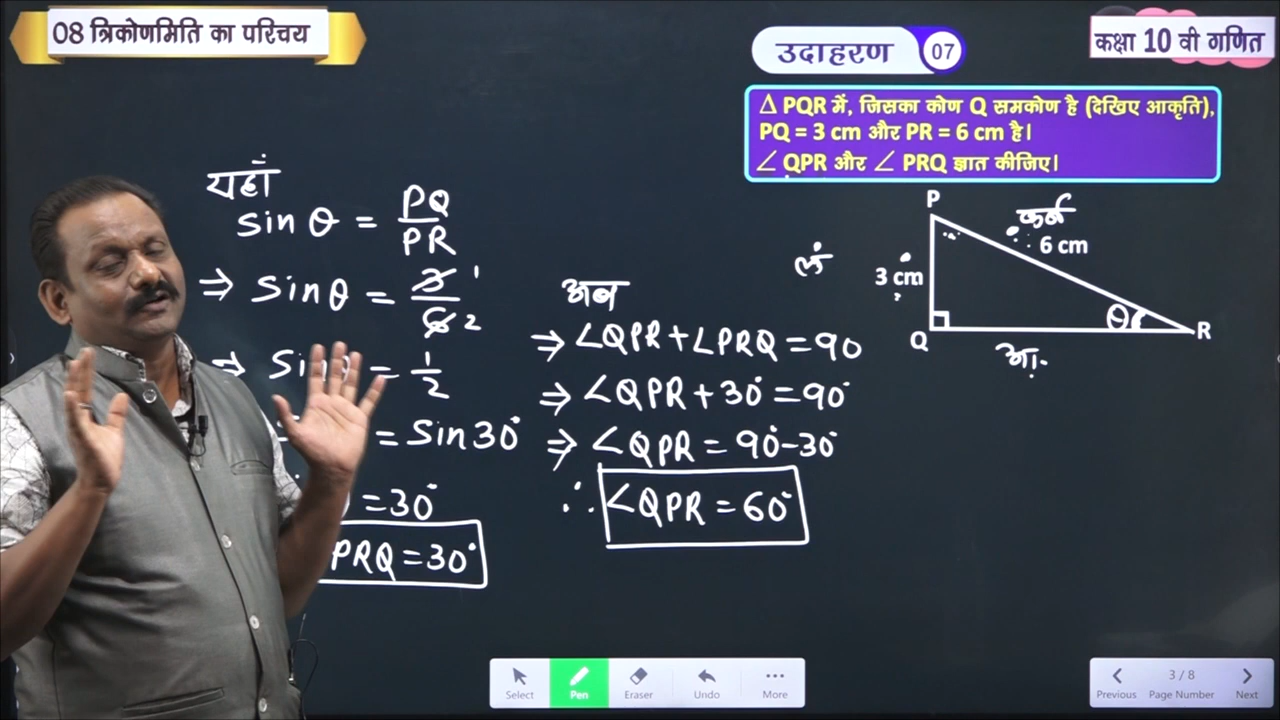 08 त्रिकोणमिति का परिचय
उदाहरण 07
कक्षा 10 वी गणित
Δ PQR में, जिसका कोण Q समकोण है (देखिए आकृति),
PQ = 3 cm और PR = 6 cm है।
∠ QPR और ∠ PRQ ज्ञात कीजिए।
यहाँ
sin θ = PQ/PR
⇒ sin θ = 3/6 1 2
⇒ Sin θ = 1/2
= Sin30°
= 30°
PRQ = 30°
अब
⇒ ∠QPR + ∠PRQ = 90
⇒ ∠QPR + 30° = 90°
⇒ ∠QPR = 90°-30°
∴ ∠QPR = 60°
P
कर्ण
6 cm
लं
3 cm
θ
Q
R
आ.
Select
Pen
Eraser
Undo
More
Previous
3 / 8
Page Number
Next